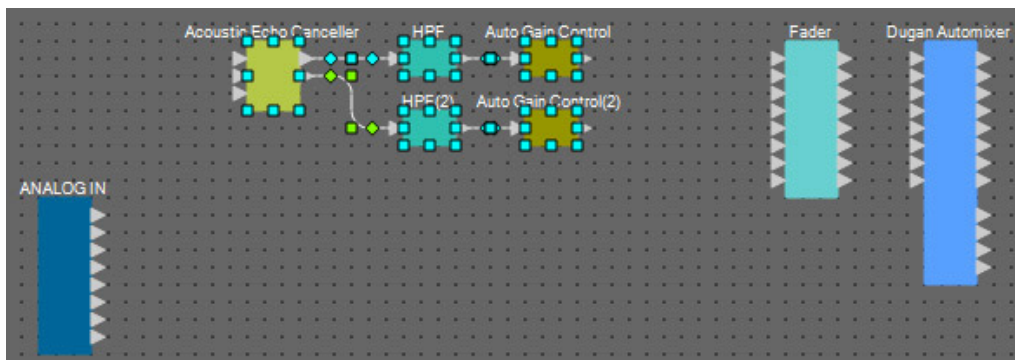 Acoustic Echo Canceller
HPF
Auto Gain Control
Fader
Dugan Automixer
HPF(2)
Auto Gain Control(2)
ANALOG IN